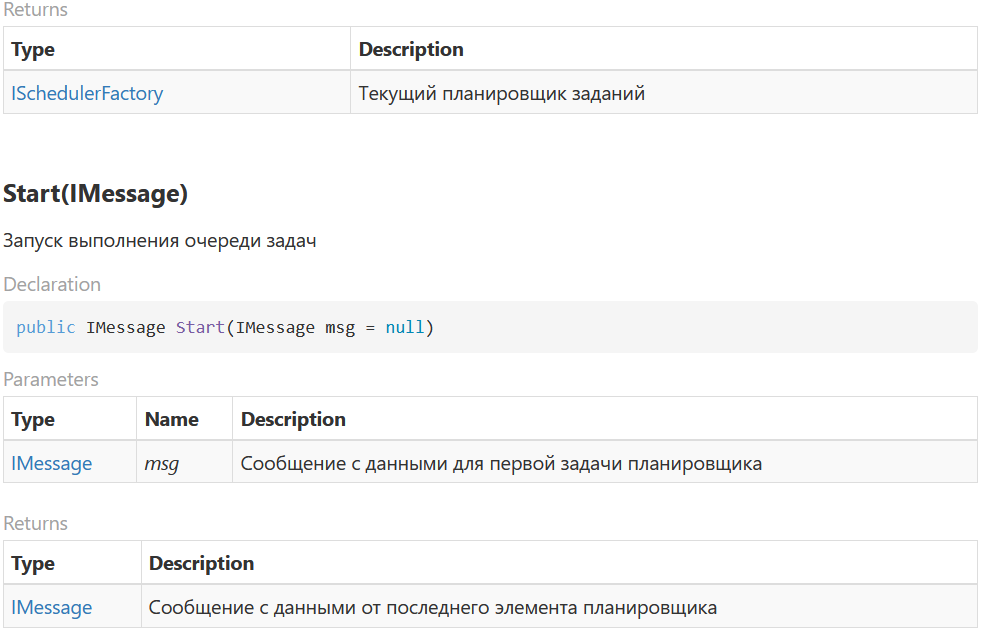 Returns
Type Description
ISchedulerFactory Текущий планировщик заданий
Start(IMessage)
Запуск выполнения очереди задач
Declaration
public IMessage Start(IMessage msg = null)
Parameters
Type Name Description
IMessage msg Сообщение с данными для первой задачи планировщика
Returns
Type Description
IMessage Сообщение с данными от последнего элемента планировщика